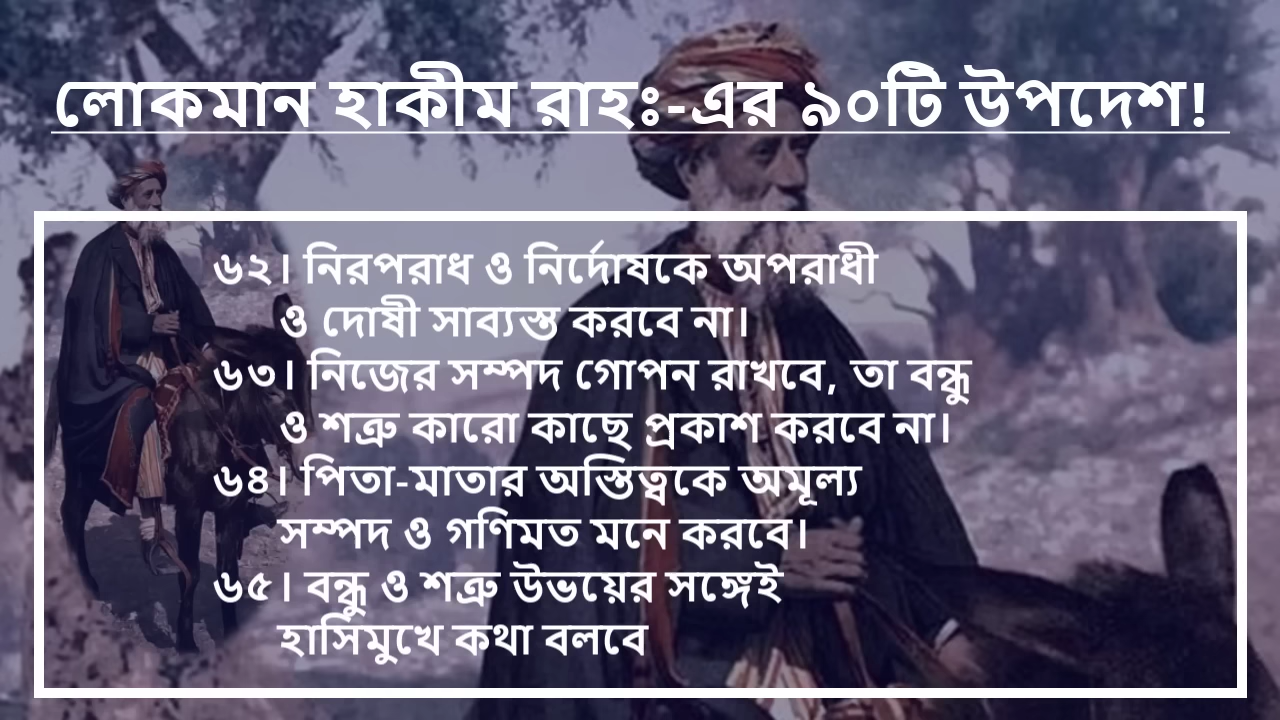 লোকমান হাকীম রাহঃ-এর ৯০টি উপদেশ!
৬২। নিরপরাধ ও নির্দোষকে অপরাধী
ও দোষী সাব্যস্ত করবে না।
৬৩। নিজের সম্পদ গোপন রাখবে, তা বন্ধু
ও শত্রু কারো কাছে প্রকাশ করবে না।
৬৪। পিতা-মাতার অস্তিত্বকে অমূল্য
সম্পদ ও গণিমত মনে করবে।
৬৫। বন্ধু ও শত্রু উভয়ের সঙ্গেই
হাসিমুখে কথা বলবে